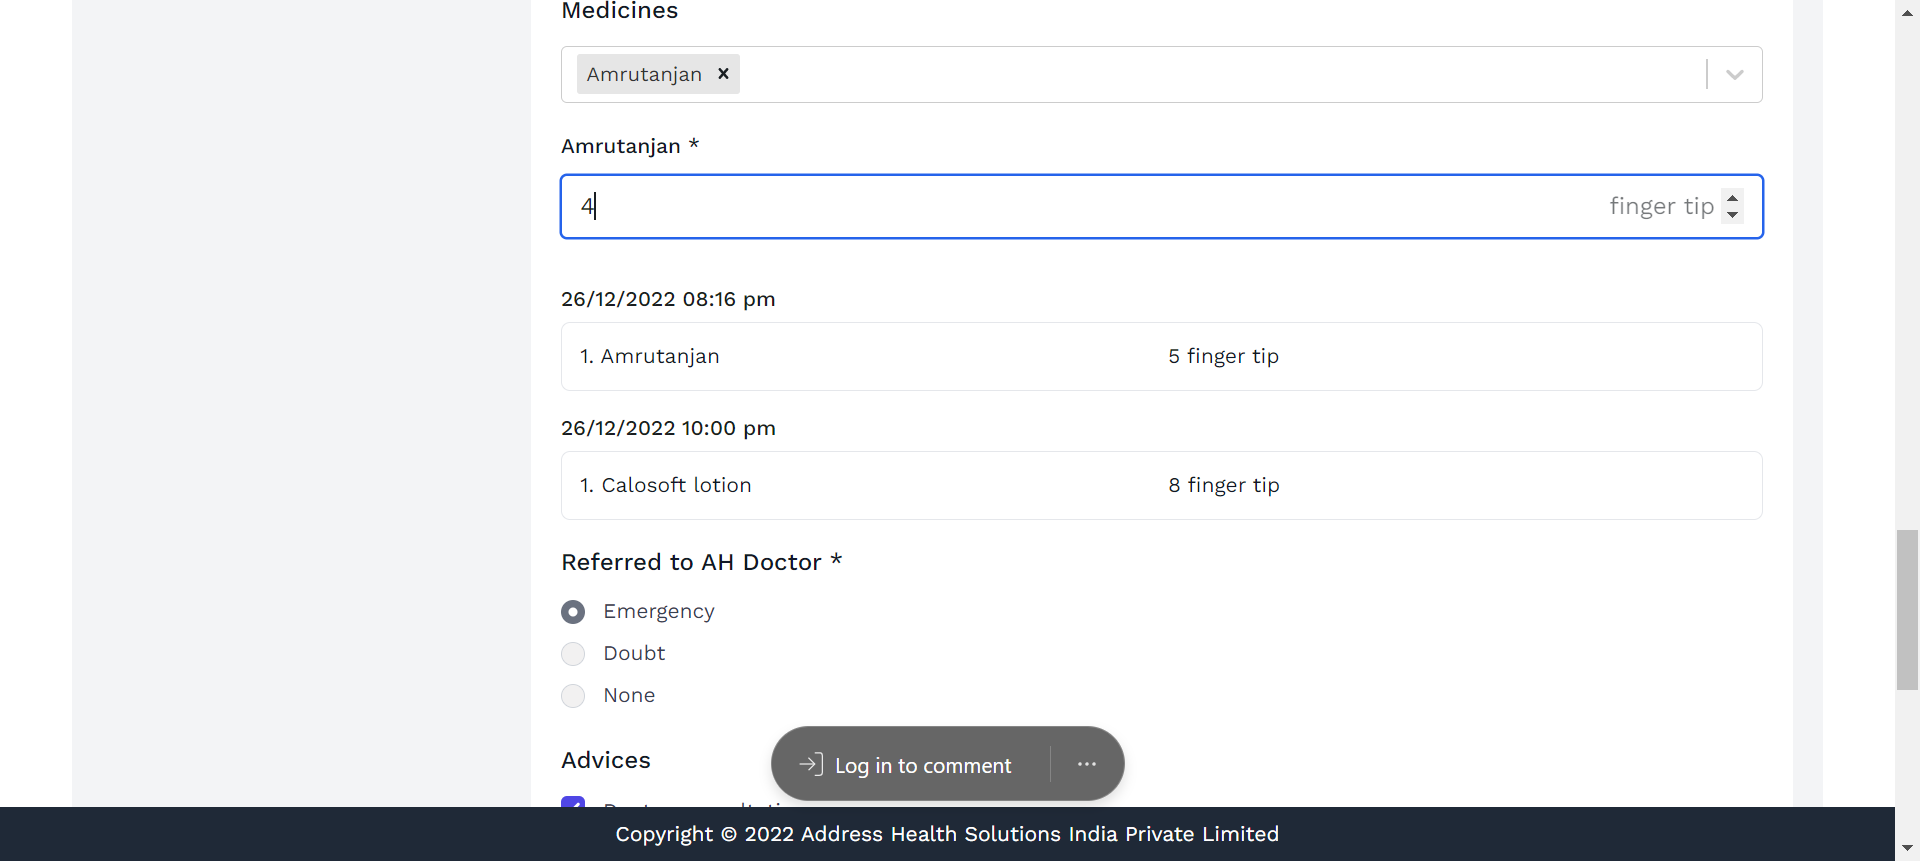 Medicines
Amrutanjan ×
Amrutanjan *
4 finger tip
26/12/2022 08:16 pm
1. Amrutanjan 5 finger tip
26/12/2022 10:00 pm
1. Calosoft lotion 8 finger tip
Referred to AH Doctor *
Emergency
Doubt
None
Advices
Log in to comment ...
Copyright © 2022 Address Health Solutions India Private Limited